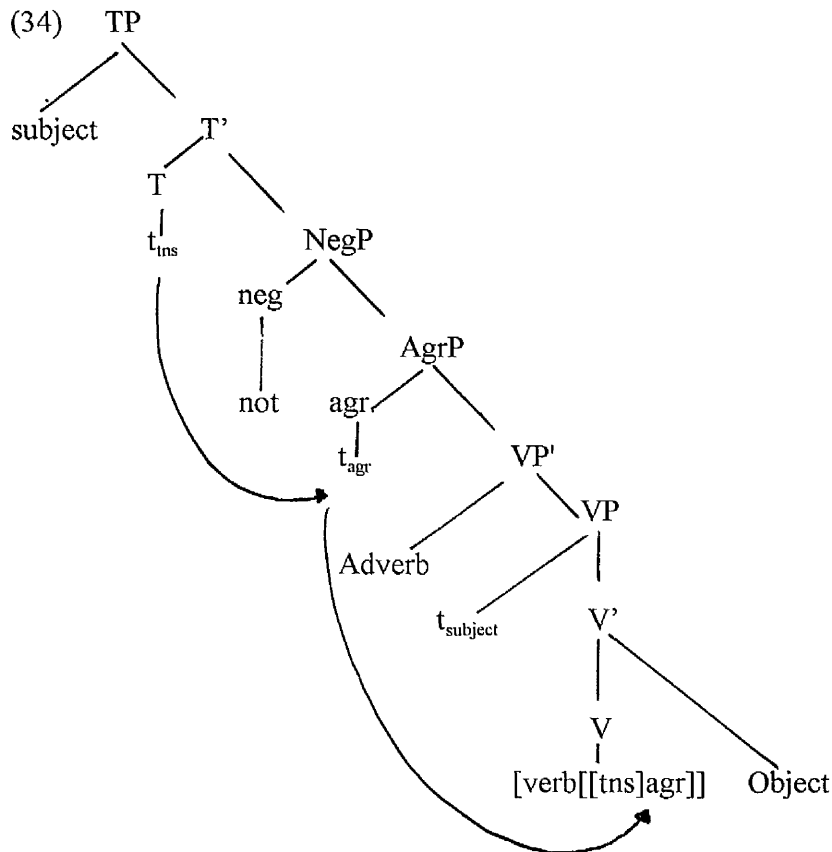 (34) TP
subject T'
T
t_tns NegP
neg
AgrP
not agr
t_agr VP'
VP
Adverb
t_subject V'
V
[verb[[tns]agr]] Object